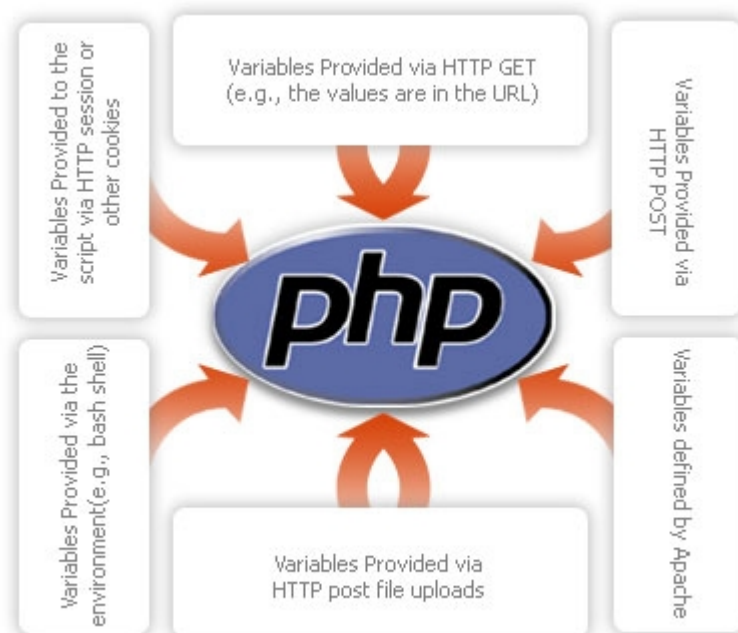 Variables Provided to the
script via HTTP session or
other cookies
Variables Provided via HTTP GET
(e.g., the values are in the URL)
Variables Provided via
HTTP POST
php
Variables Provided via the
environment(e.g., bash shell)
Variables Provided via
HTTP post file uploads
Variables defined by Apache